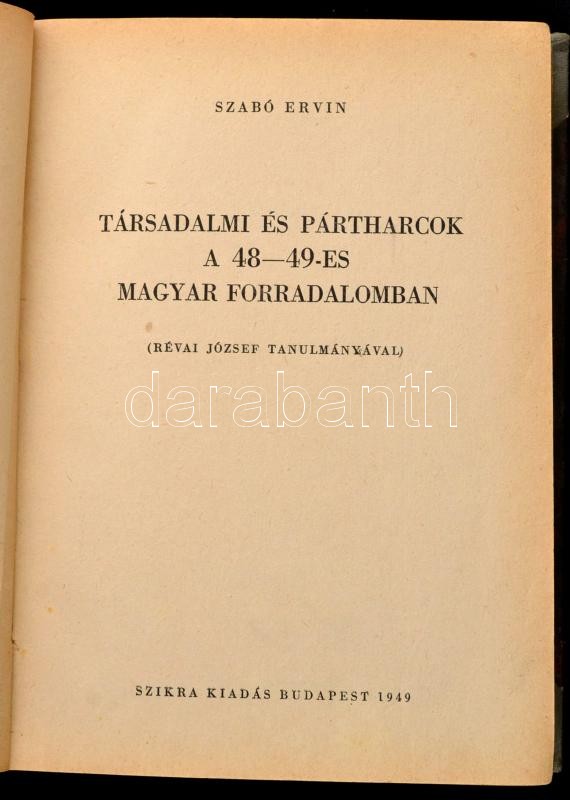 SZABÓ ERVIN
TÁRSADALMI ÉS PÁRTHARCOK
A 48—49-ES
MAGYAR FORRADALOMBAN
(RÉVAI JÓZSEF TANULMÁNYÁVAL)
darabanth
SZIKRA KIADÁS BUDAPEST 1949